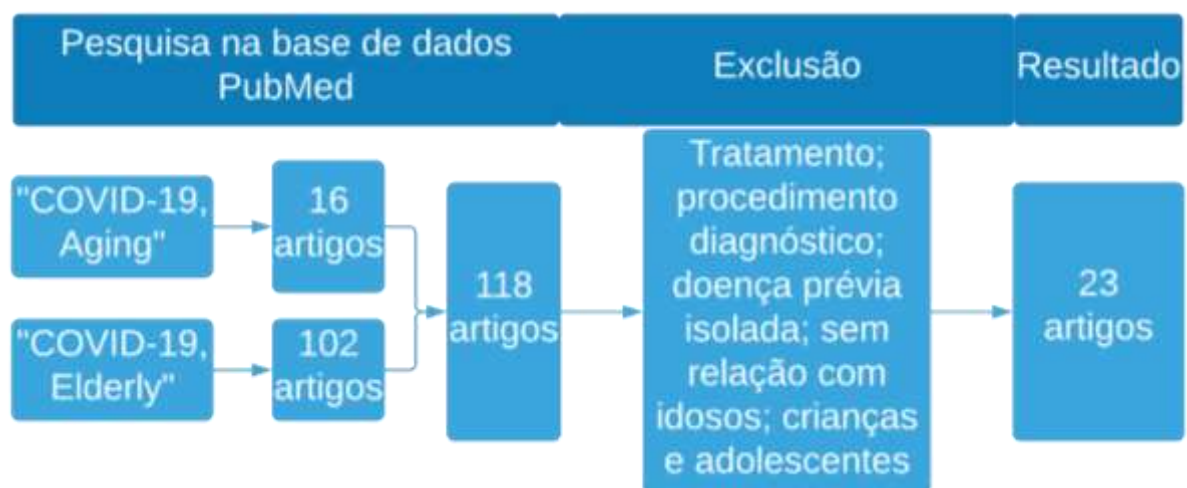 Pesquisa na base de dados
PubMed
Exclusão
Resultado
"COVID-19,
Aging"
16
artigos
"COVID-19,
Elderly"
102
artigos
118
artigos
Tratamento;
procedimento
diagnóstico;
doença prévia
isolada; sem
relação com
idosos; crianças
e adolescentes
23
artigos